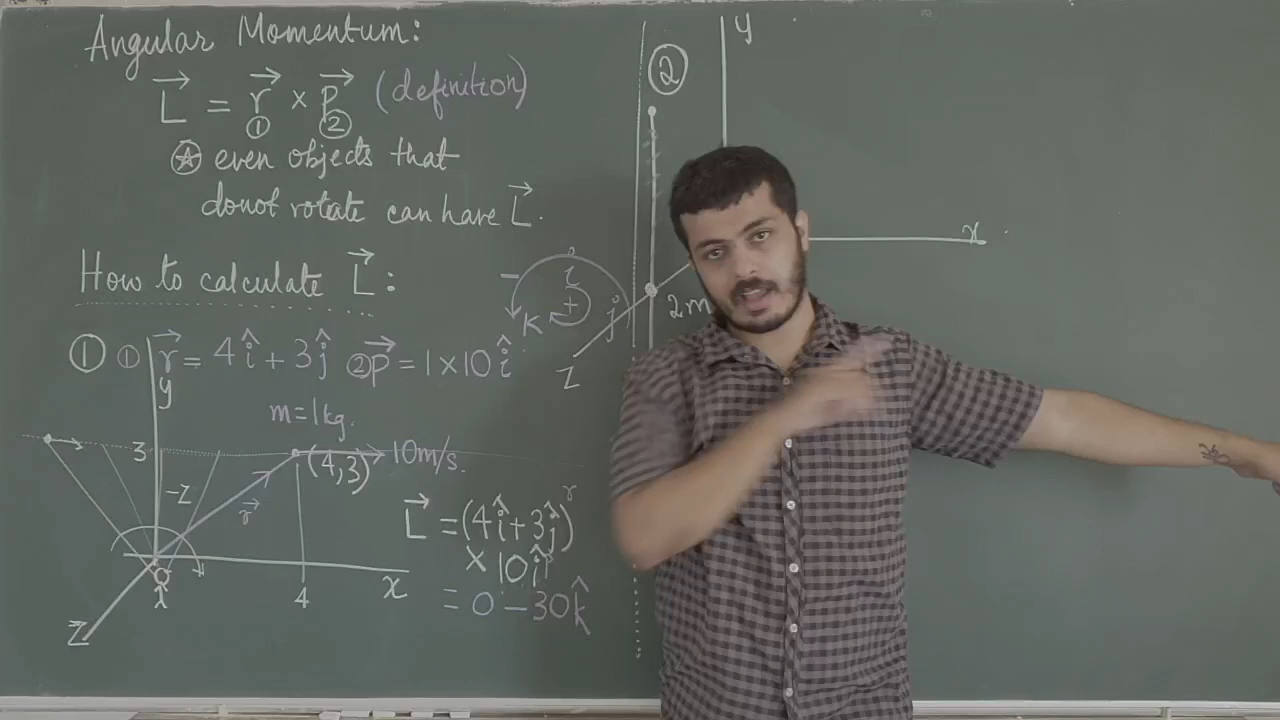 Angular Momentum:
L⃗ = r⃗ × p⃗ (definition)
① ②
☆ even objects that
donot rotate can have L⃗.
How to calculate L⃗:
① ① r⃗ = 4î + 3ĵ ② p⃗ = 1×10 î
m = 1kg.
y
3
(4,3) 10m/s.
-Z
r⃗
L⃗ = (4î + 3ĵ) r
× 10î p
= 0 – 30k̂
O
x
4
Z
– i
+
k j
②
y
x
2m
Z